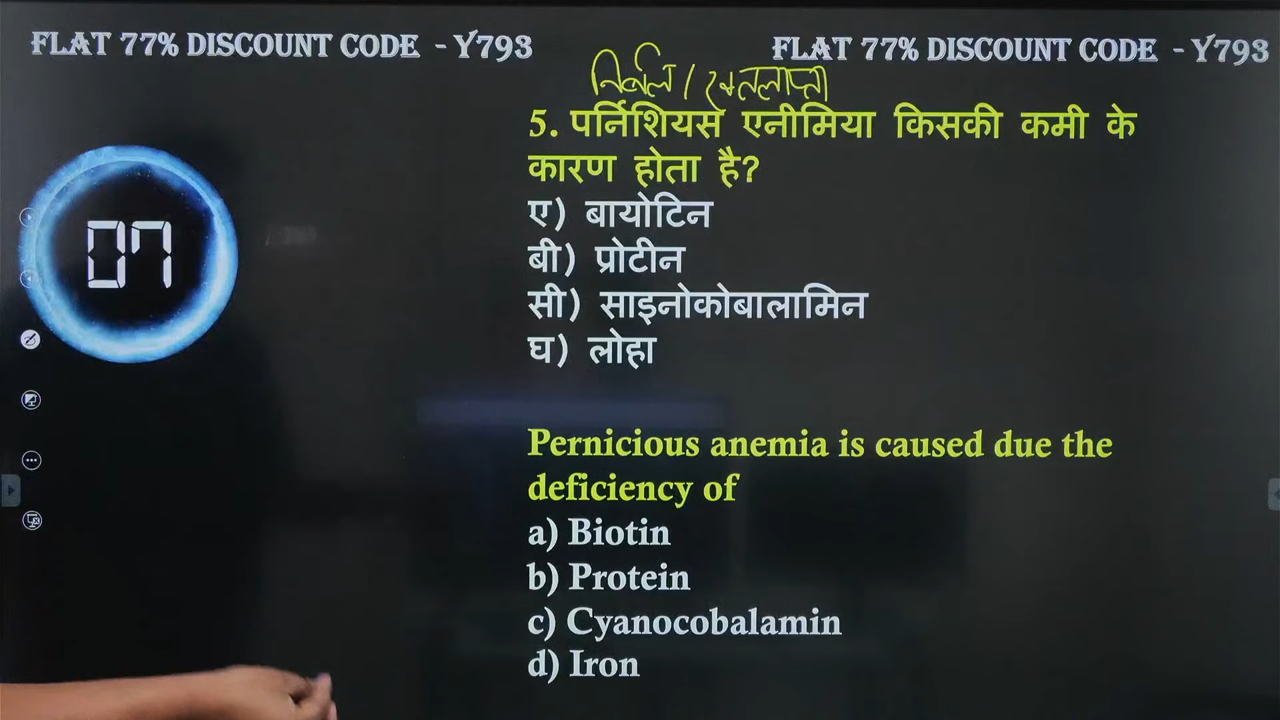 FLAT 77% DISCOUNT CODE - Y793 FLAT 77% DISCOUNT CODE - Y793
5. पर्निशियस एनीमिया किसकी कमी के
कारण होता है?
ए) बायोटिन
बी) प्रोटीन
सी) साइनोकोबालामिन
घ) लोहा
07
Pernicious anemia is caused due the
deficiency of
a) Biotin
b) Protein
c) Cyanocobalamin
d) Iron